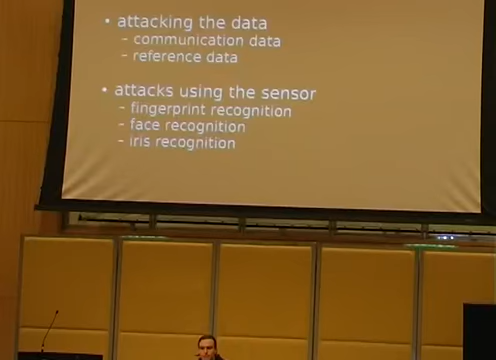 • attacking the data
– communication data
– reference data
• attacks using the sensor
– fingerprint recognition
– face recognition
– iris recognition